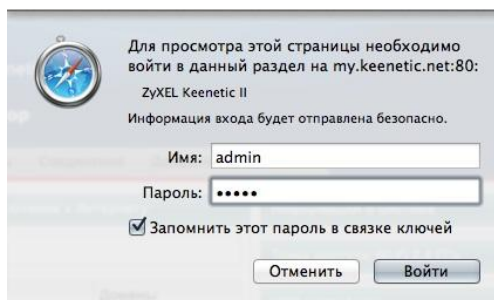 Для просмотра этой страницы необходимо
войти в данный раздел на my.keenetic.net:80:
ZyXEL Keenetic II
Информация входа будет отправлена безопасно.
Имя: admin
Пароль: •••••
Запомнить этот пароль в связке ключей
Отменить Войти